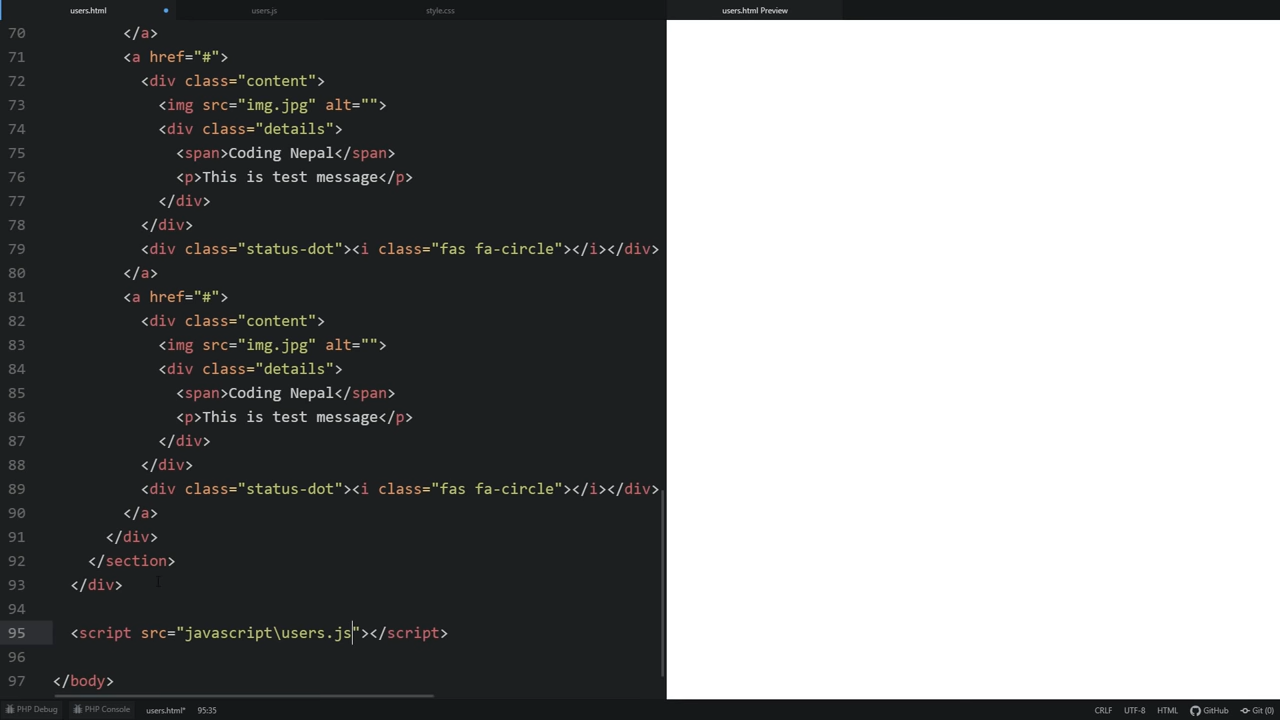 users.html
users.js
style.css
users.html Preview
70 </a>
71 <a href="#">
72 <div class="content">
73 <img src="img.jpg" alt="">
74 <div class="details">
75 <span>Coding Nepal</span>
76 <p>This is test message</p>
77 </div>
78 </div>
79 <div class="status-dot"><i class="fas fa-circle"></i></div>
80 </a>
81 <a href="#">
82 <div class="content">
83 <img src="img.jpg" alt="">
84 <div class="details">
85 <span>Coding Nepal</span>
86 <p>This is test message</p>
87 </div>
88 </div>
89 <div class="status-dot"><i class="fas fa-circle"></i></div>
90 </a>
91 </div>
92 </section>
93 </div>
94
95 <script src="javascript\users.js"></script>
96
97 </body>
PHP Debug PHP Console users.html* 95:35 CRLF UTF-8 HTML GitHub Git (0)